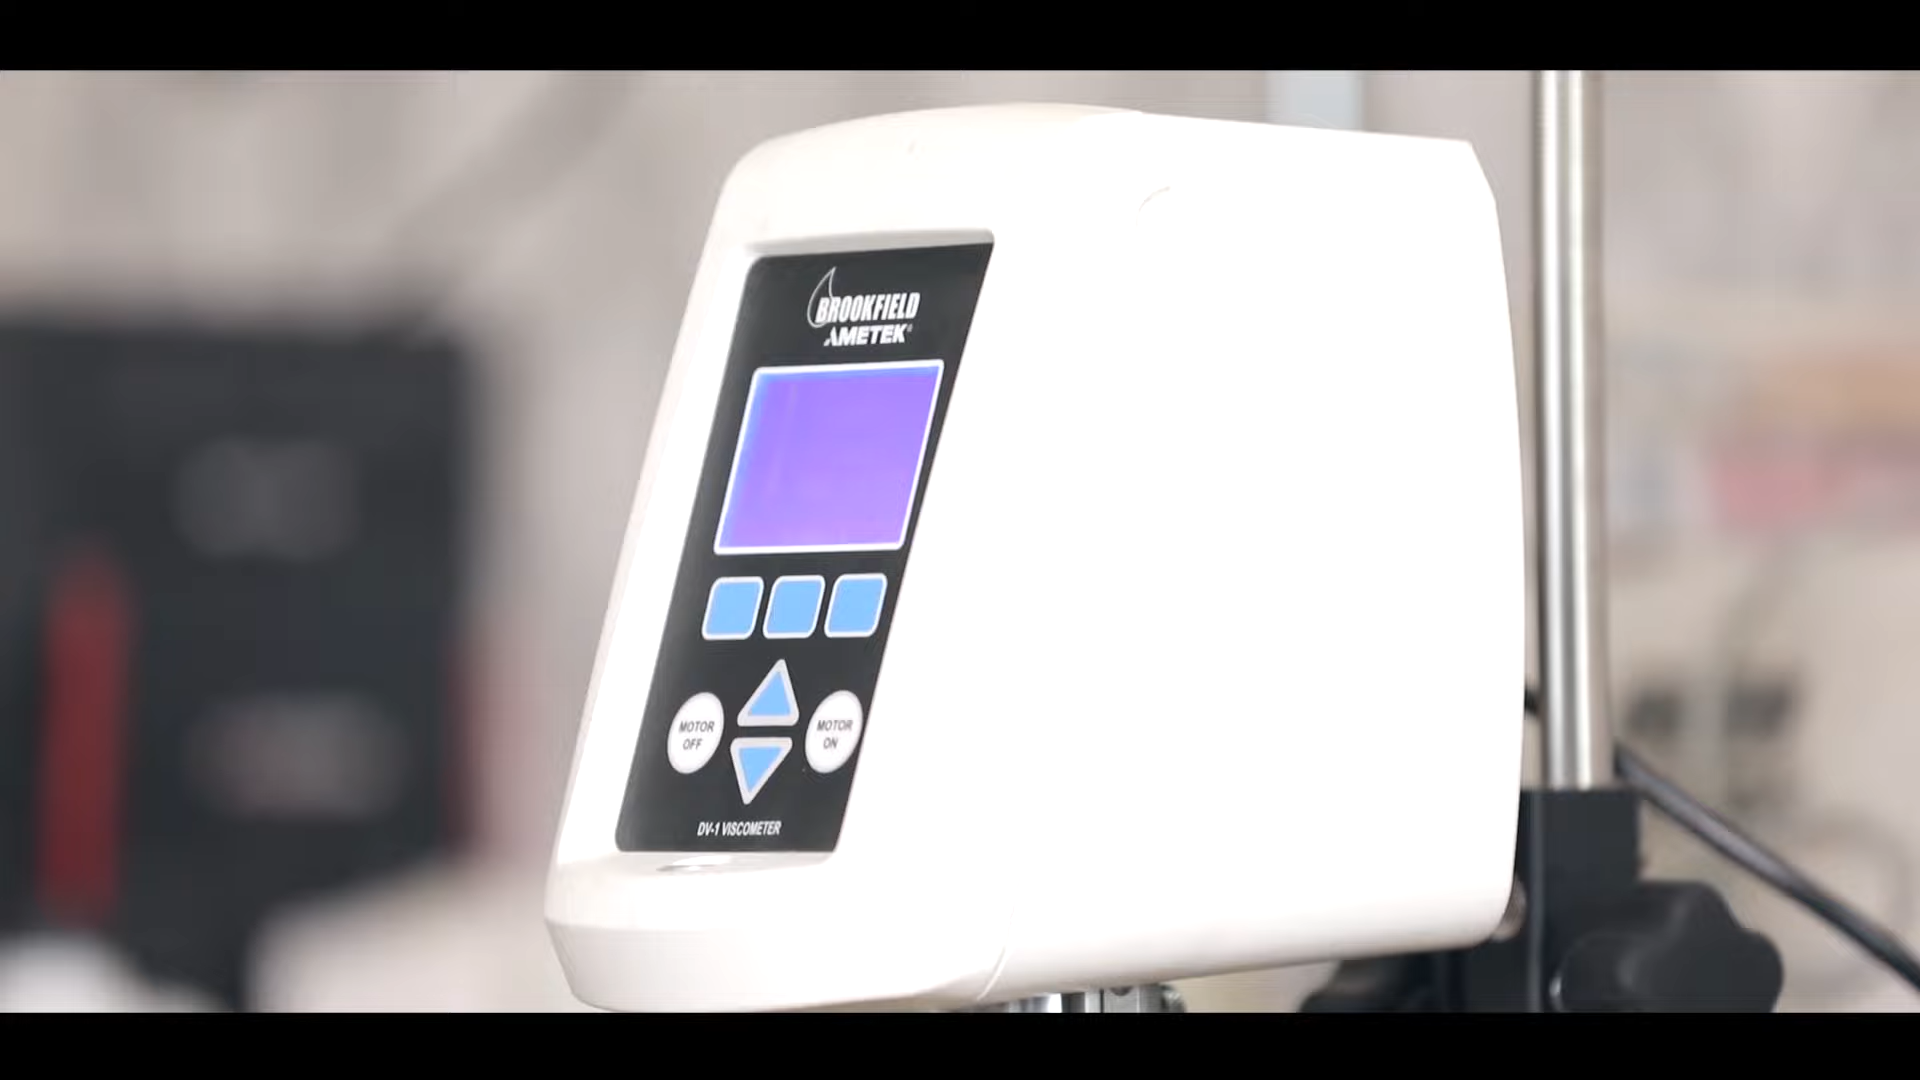 BROOKFIELD
AMETEK®
MOTOR
OFF
MOTOR
ON
DV-1 VISCOMETER